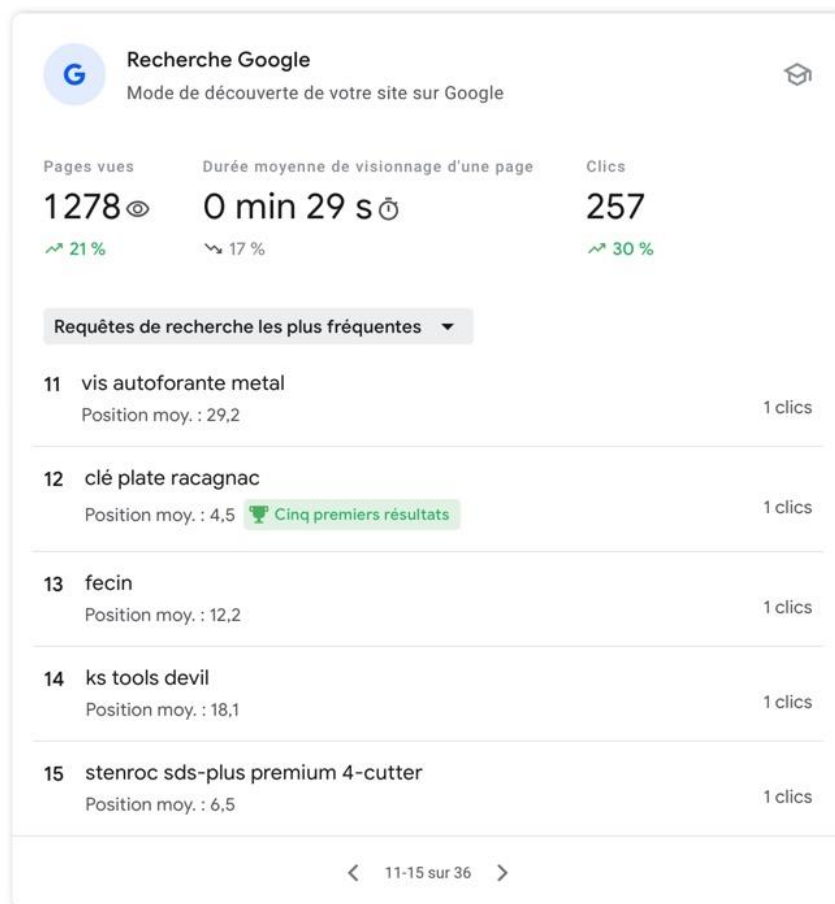 Recherche Google
Mode de découverte de votre site sur Google
Pages vues
Durée moyenne de visionnage d'une page
Clics
1 278
0 min 29 s
257
21 %
17 %
30 %
Requêtes de recherche les plus fréquentes
11 vis autoforante metal
Position moy. : 29,2
1 clics
12 clé plate racagnac
Position moy. : 4,5 Cinq premiers résultats
1 clics
13 fecin
Position moy. : 12,2
1 clics
14 ks tools devil
Position moy. : 18,1
1 clics
15 stenroc sds-plus premium 4-cutter
Position moy. : 6,5
1 clics
11-15 sur 36